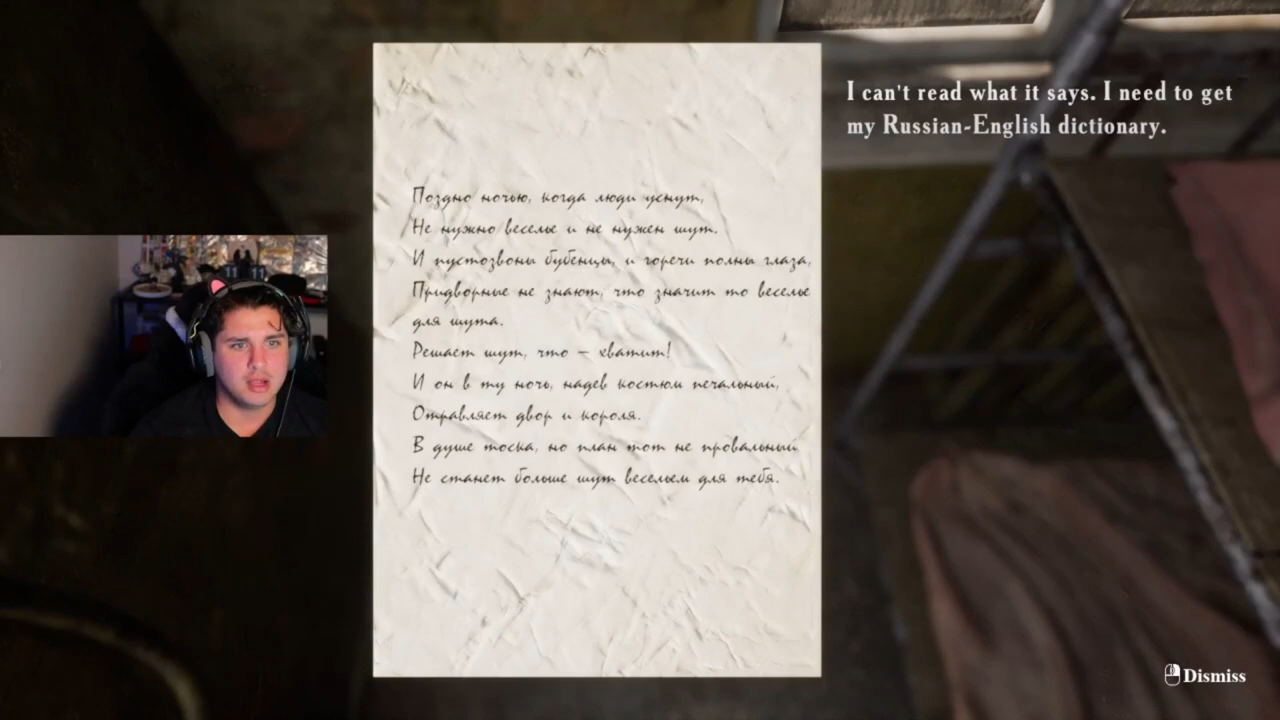 I can't read what it says. I need to get
my Russian-English dictionary.
Поздно ночью, когда люди уснут,
Не нужно веселье и не нужен шут.
И пустозвоны бубенцы, и горечи полны глаза,
Придворные не знают, что значит то веселье
для шута.
Решает шут, что – хватит!
И он в ту ночь, надев костюм печальный,
Отравляет двор и короля.
В душе тоска, но план тот не провальный
Не станет больше шут весельем для тебя.
11 11
Dismiss